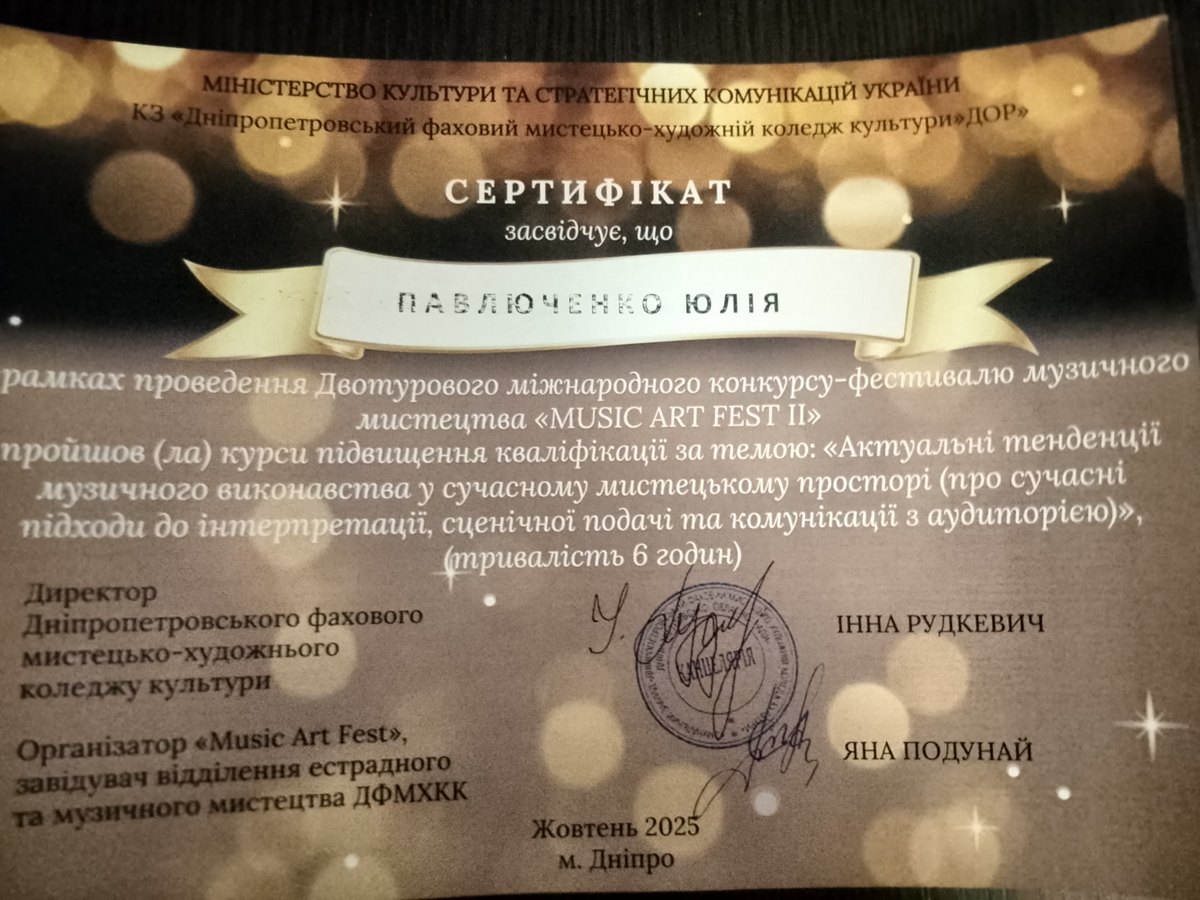 МІНІСТЕРСТВО КУЛЬТУРИ ТА СТРАТЕГІЧНИХ КОМУНІКАЦІЙ УКРАЇНИ
КЗ «Дніпропетровський фаховий мистецько-художній коледж культури»ДОР»
СЕРТИФІКАТ
засвідчує, що
ПАВЛЮЧЕНКО ЮЛІЯ
рамках проведення Двотурового міжнародного конкурсу-фестивалю музичного
мистецтва «MUSIC ART FEST II»
пройшов (ла) курси підвищення кваліфікації за темою: «Актуальні тенденції
музичного виконавства у сучасному мистецькому просторі (про сучасні
підходи до інтерпретації, сценічної подачі та комунікації з аудиторією)»,
(тривалість 6 годин)
Директор
Дніпропетровського фахового
мистецько-художнього
коледжу культури
КАНЦЕЛЯРІЯ
ІННА РУДКЕВИЧ
Організатор «Music Art Fest»,
завідувач відділення естрадного
та музичного мистецтва ДФМХКК
ЯНА ПОДУНАЙ
Жовтень 2025
м. Дніпро